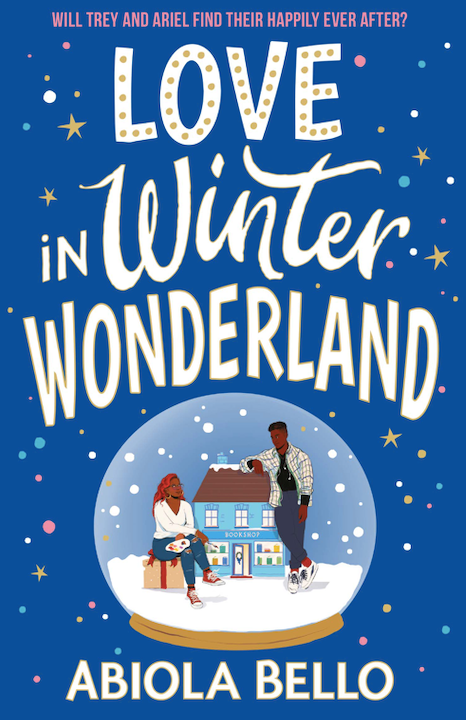 WILL TREY AND ARIEL FIND THEIR HAPPILY EVER AFTER?
LOVE
IN Winter
WONDERLAND
BOOKSHOP
ABIOLA BELLO